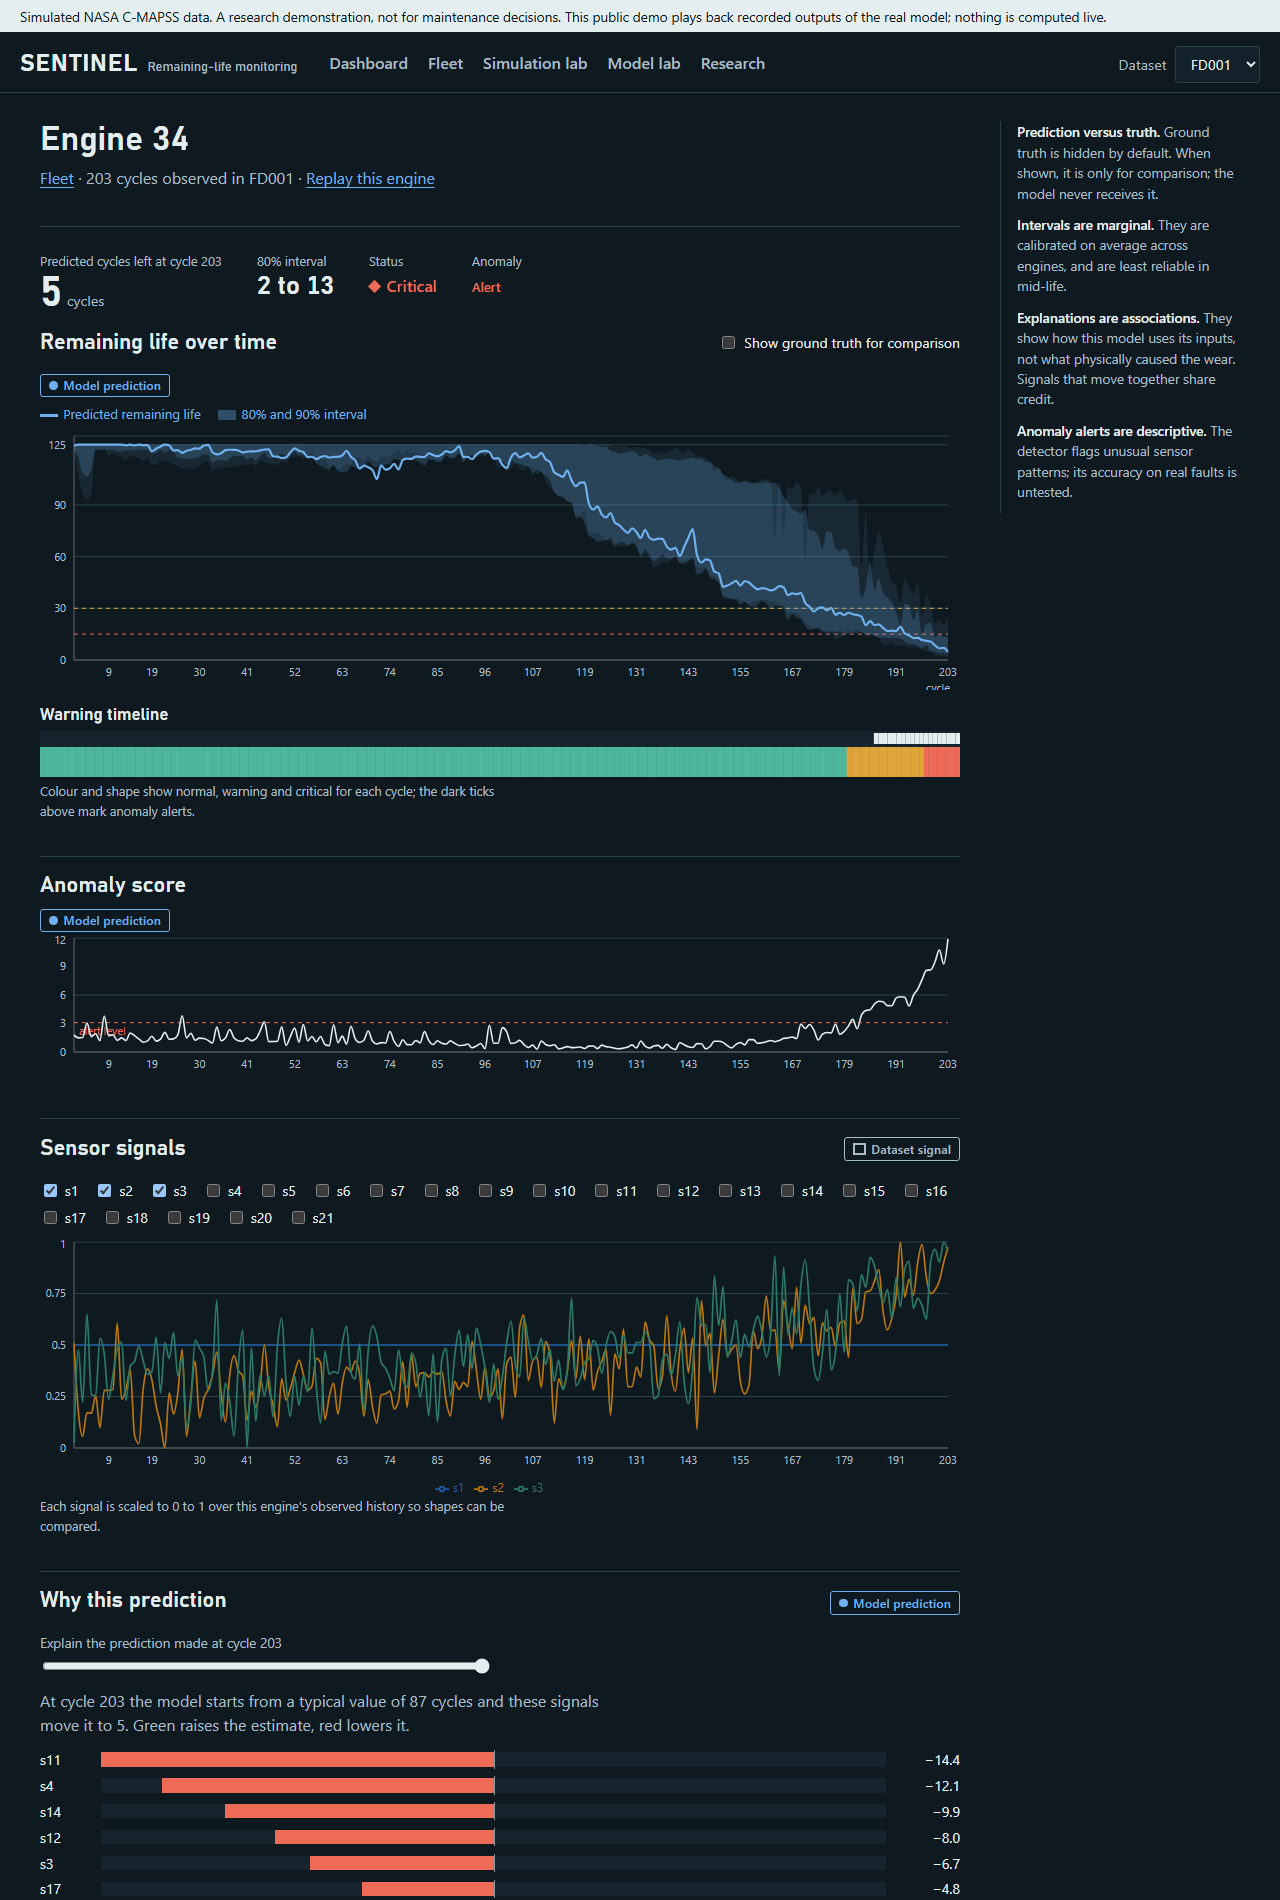 Simulated NASA C-MAPSS data. A research demonstration, not for maintenance decisions. This public demo plays back recorded outputs of the real model; nothing is computed live.
SENTINEL Remaining-life monitoring Dashboard Fleet Simulation lab Model lab Research Dataset FD001
Engine 34
Fleet · 203 cycles observed in FD001 · Replay this engine
Predicted cycles left at cycle 203
5 cycles
80% interval
2 to 13
Status
Critical
Anomaly
Alert
Remaining life over time
Show ground truth for comparison
Model prediction
Predicted remaining life 80% and 90% interval
125
90
60
30
0
9 19 30 41 52 63 74 85 96 107 119 131 143 155 167 179 191 203
cycle
Warning timeline
Colour and shape show normal, warning and critical for each cycle; the dark ticks
above mark anomaly alerts.
Anomaly score
Model prediction
12
9
6
3
0
alert level
9 19 30 41 52 63 74 85 96 107 119 131 143 155 167 179 191 203
Sensor signals
Dataset signal
s1 s2 s3 s4 s5 s6 s7 s8 s9 s10 s11 s12 s13 s14 s15 s16
s17 s18 s19 s20 s21
1
0.75
0.5
0.25
0
9 19 30 41 52 63 74 85 96 107 119 131 143 155 167 179 191 203
s1 s2 s3
Each signal is scaled to 0 to 1 over this engine's observed history so shapes can be
compared.
Why this prediction
Model prediction
Explain the prediction made at cycle 203
At cycle 203 the model starts from a typical value of 87 cycles and these signals
move it to 5. Green raises the estimate, red lowers it.
s11 −14.4
s4 −12.1
s14 −9.9
s12 −8.0
s3 −6.7
s17 −4.8
Prediction versus truth. Ground
truth is hidden by default. When
shown, it is only for comparison; the
model never receives it.
Intervals are marginal. They are
calibrated on average across
engines, and are least reliable in
mid-life.
Explanations are associations. They
show how this model uses its inputs,
not what physically caused the wear.
Signals that move together share
credit.
Anomaly alerts are descriptive. The
detector flags unusual sensor
patterns; its accuracy on real faults is
untested.